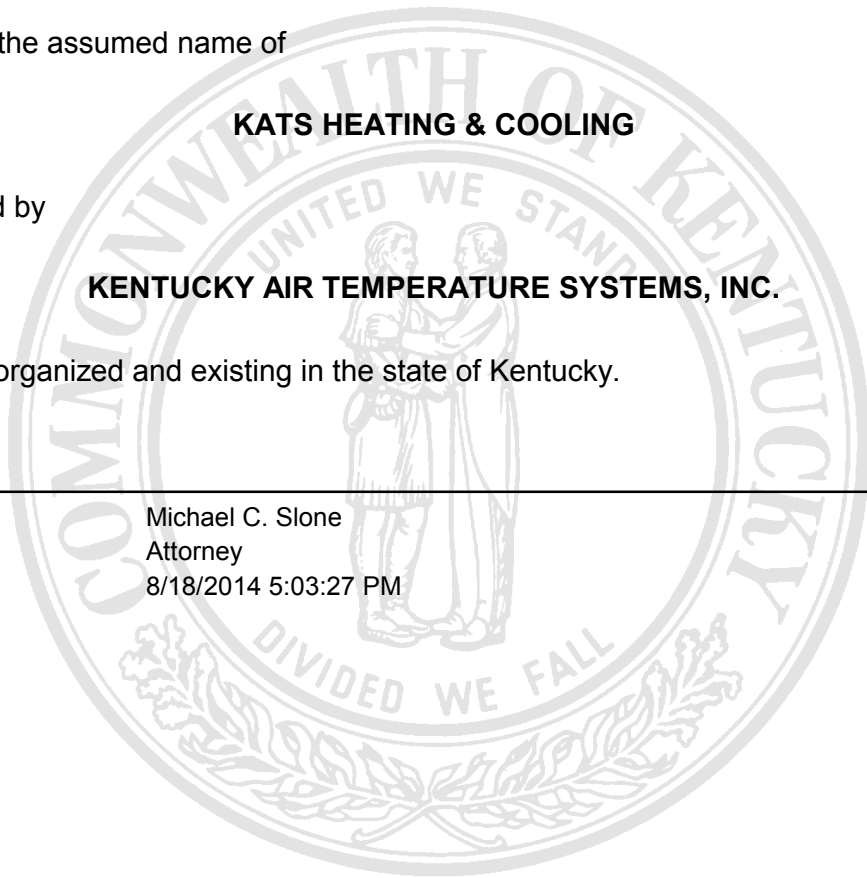 the assumed name of
KATS HEATING & COOLING
d by
KENTUCKY AIR TEMPERATURE SYSTEMS, INC.
organized and existing in the state of Kentucky.
Michael C. Slone
Attorney
8/18/2014 5:03:27 PM
COMMONWEALTH OF KENTUCKY
UNITED WE STAND
DIVIDED WE FALL